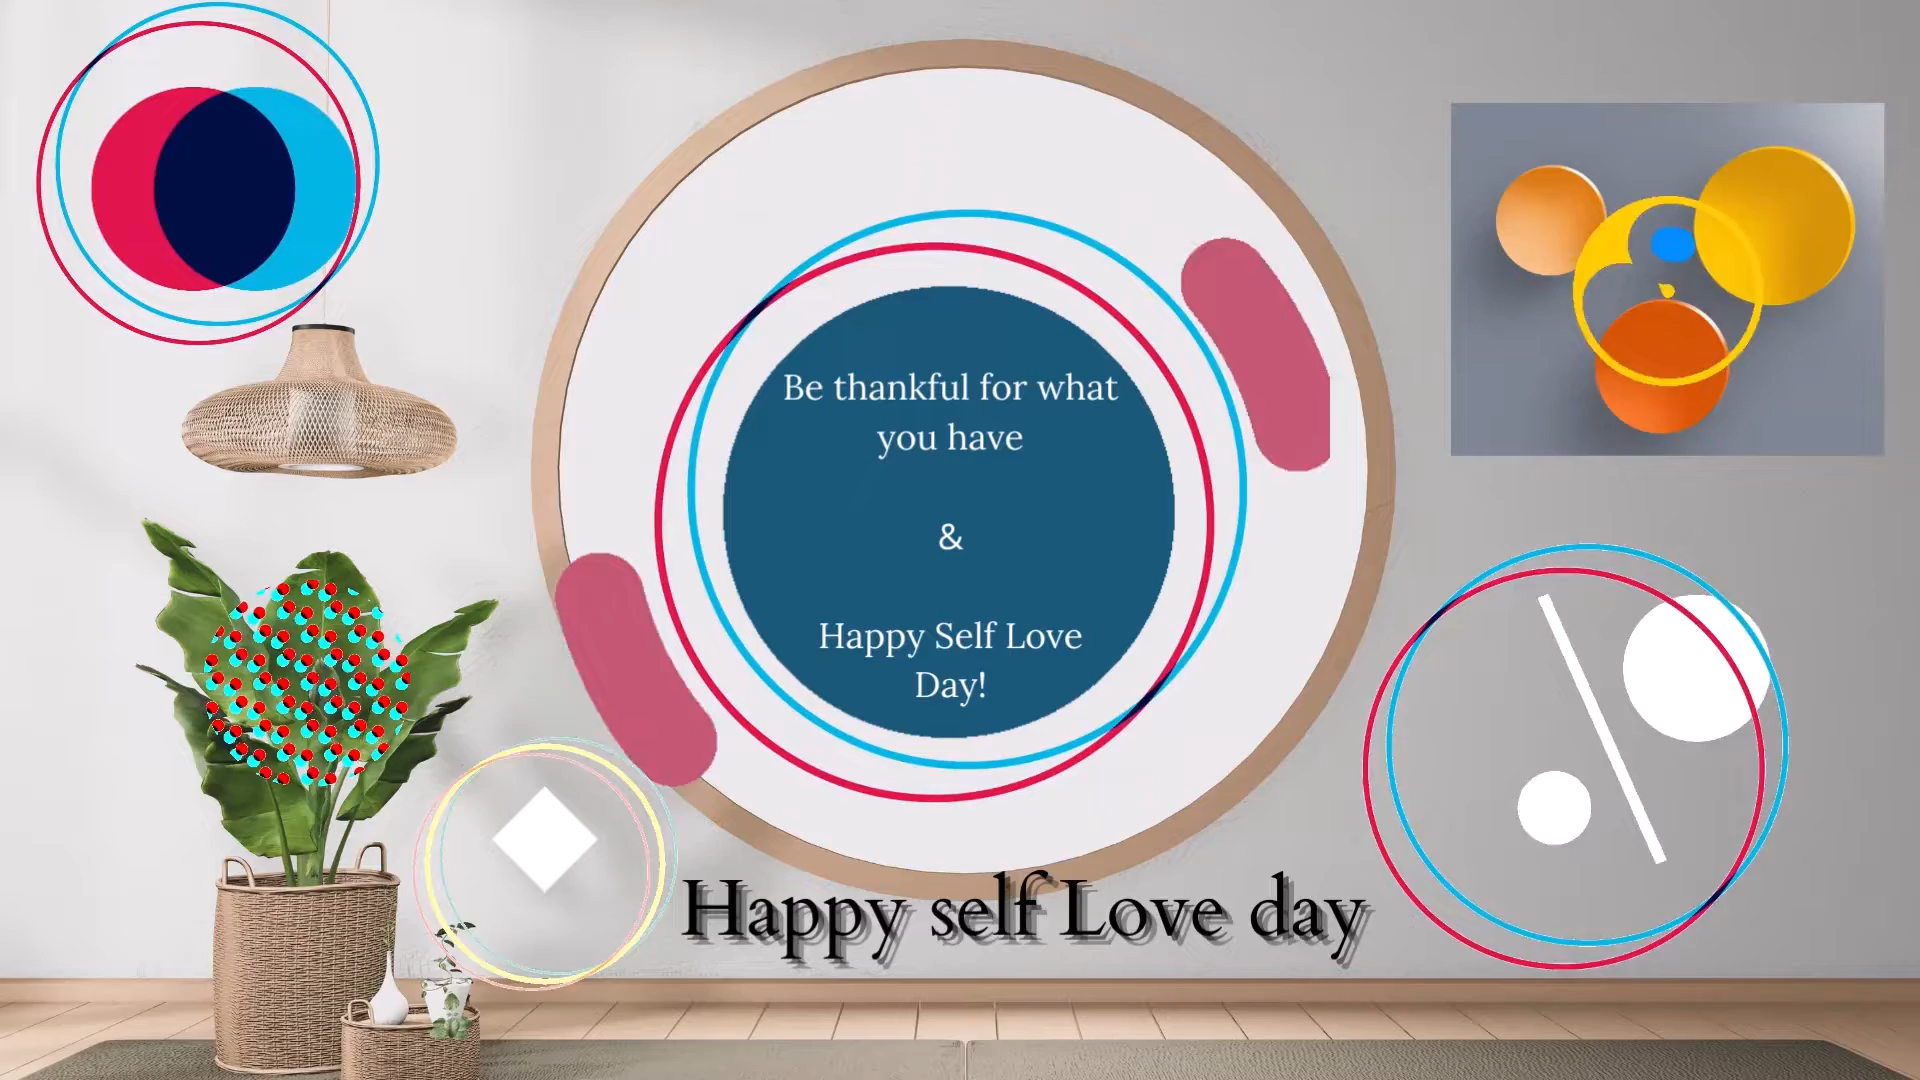 Be thankful for what
you have
&
Happy Self Love
Day!
Happy self Love day